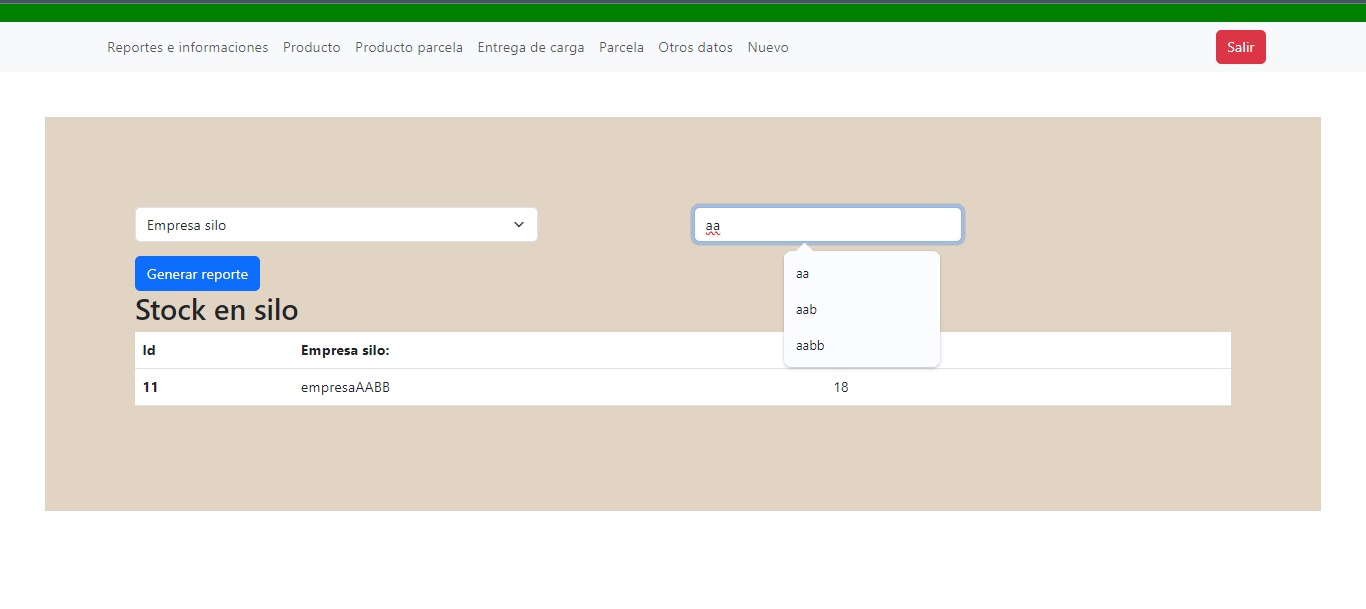 Reportes e informaciones Producto Producto parcela Entrega de carga Parcela Otros datos Nuevo Salir
Empresa silo aa
Generar reporte
aa
aab
aabb
Stock en silo
Id Empresa silo:
11 empresaAABB 18